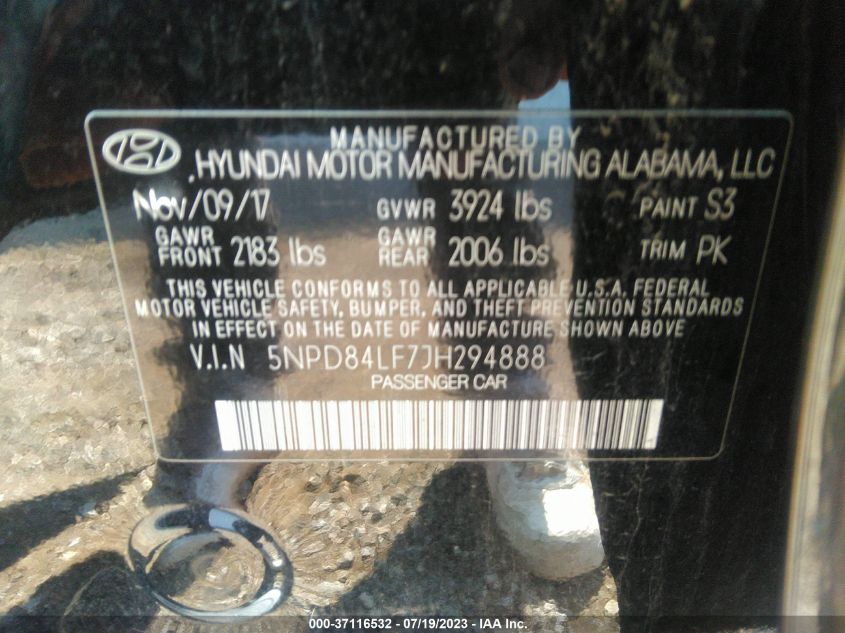 MANUFACTURED BY
HYUNDAI MOTOR MANUFACTURING ALABAMA, LLC
Nov/09/17 GVWR 3924 lbs PAINT S3
GAWR FRONT 2183 lbs GAWR REAR 2006 lbs TRIM PK
THIS VEHICLE CONFORMS TO ALL APPLICABLE U.S.A. FEDERAL
MOTOR VEHICLE SAFETY, BUMPER, AND THEFT PREVENTION STANDARDS
IN EFFECT ON THE DATE OF MANUFACTURE SHOWN ABOVE
V.I.N 5NPD84LF7JH294888
PASSENGER CAR
000-37116532 - 07/19/2023 - IAA Inc.